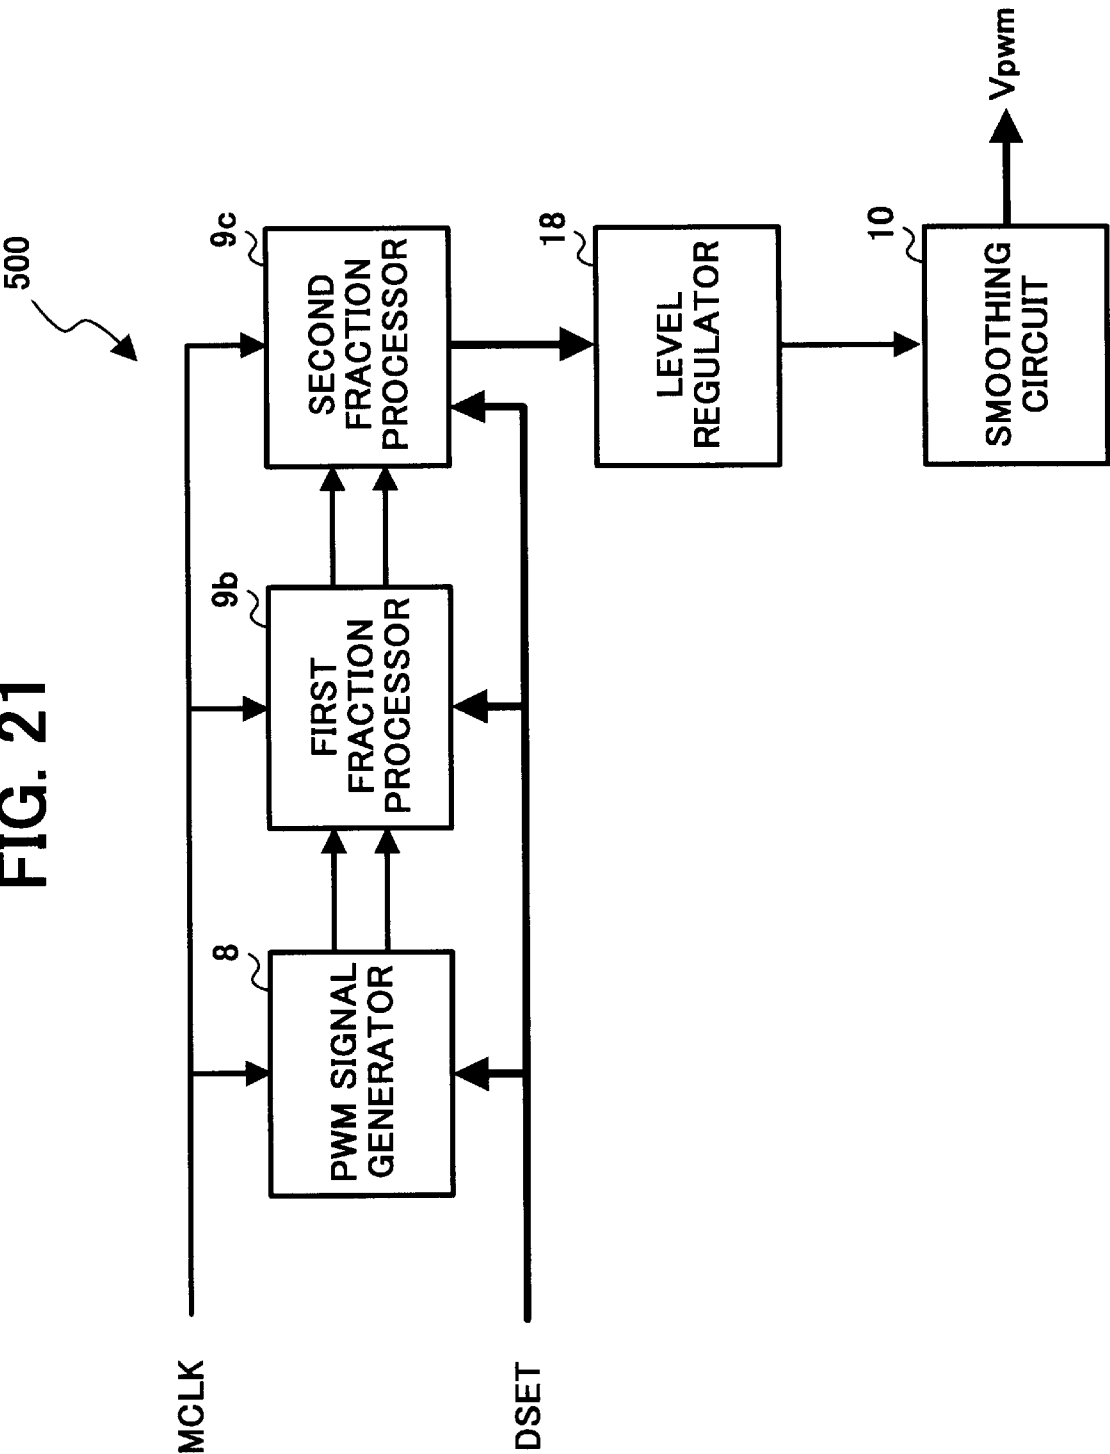 FIG. 21
500
MCLK
DSET
8
PWM SIGNAL
GENERATOR
9b
FIRST
FRACTION
PROCESSOR
9c
SECOND
FRACTION
PROCESSOR
18
LEVEL
REGULATOR
10
SMOOTHING
CIRCUIT
Vpwm